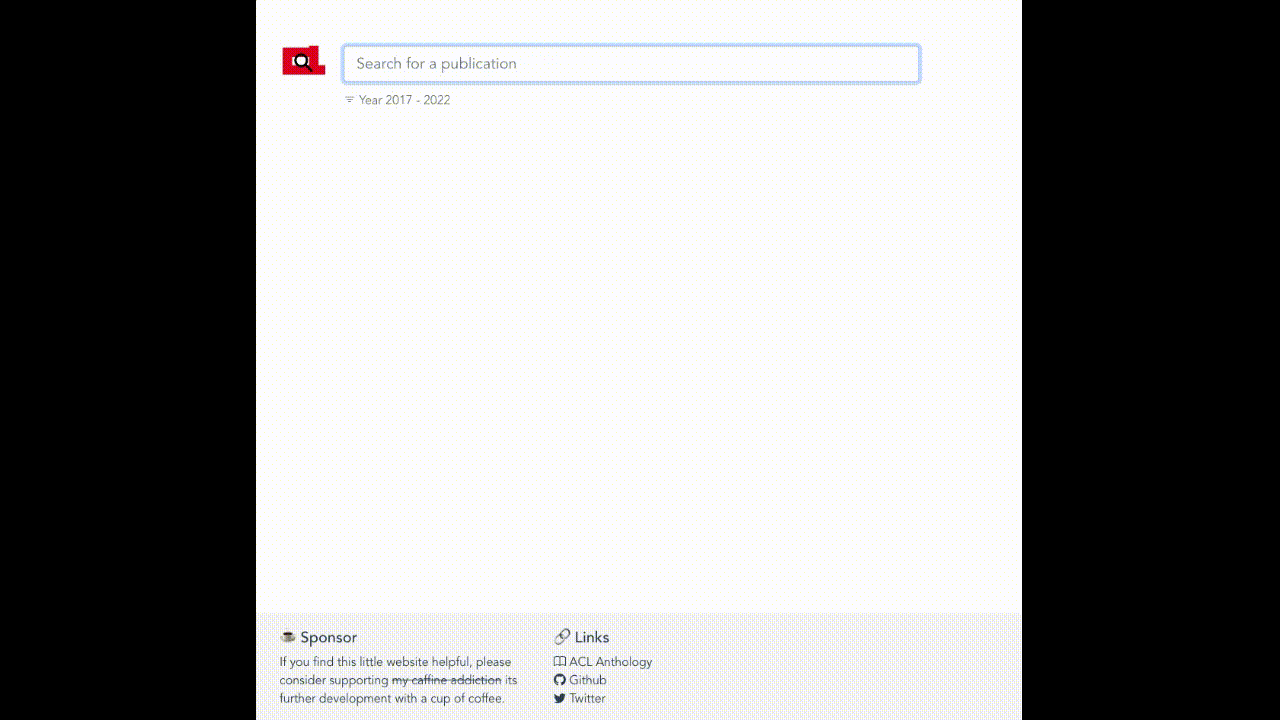 Search for a publication
Year 2017 - 2022
Sponsor
If you find this little website helpful, please
consider supporting my caffine addiction its
further development with a cup of coffee.
Links
ACL Anthology
Github
Twitter